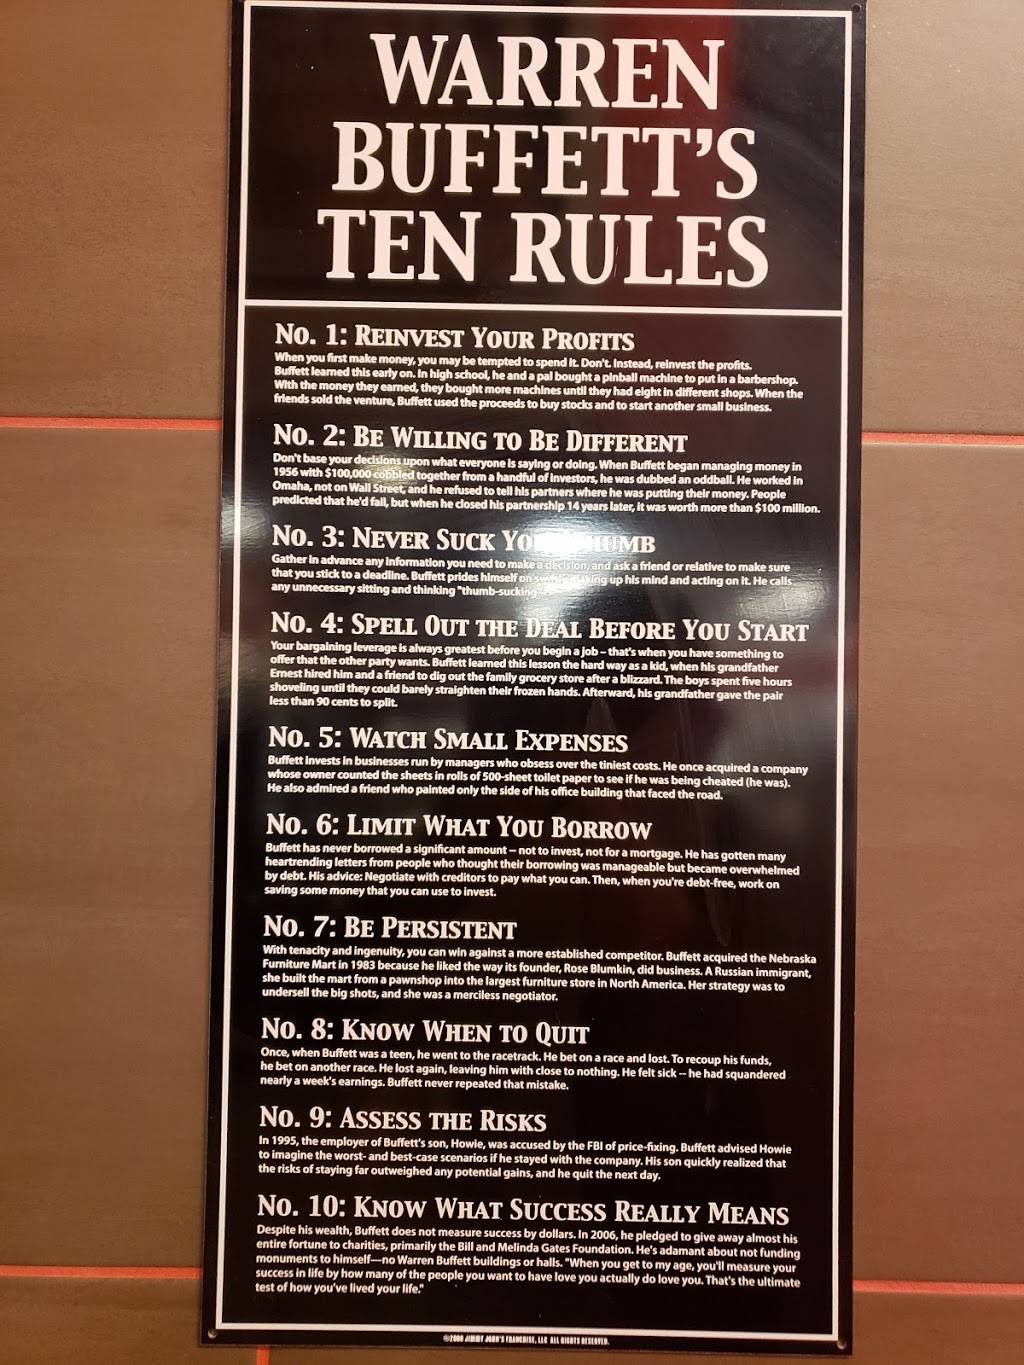 WARREN
BUFFETT'S
TEN RULES
No. 1: Reinvest Your Profits
When you first make money, you may be tempted to spend it. Don't. Instead, reinvest the profits.
Buffett learned this early on. In high school, he and a pal bought a pinball machine to put in a barbershop.
With the money they earned, they bought more machines until they had eight in different shops. When the
friends sold the venture, Buffett used the proceeds to buy stocks and to start another small business.
No. 2: Be Willing to Be Different
Don't base your decisions upon what everyone is saying or doing. When Buffett began managing money in
1956 with $100,000 cobbled together from a handful of investors, he was dubbed an oddball. He worked in
Omaha, not on Wall Street, and he refused to tell his partners where he was putting their money. People
predicted that he'd fail, but when he closed his partnership 14 years later, it was worth more than $100 million.
No. 3: Never Suck Your Thumb
Gather in advance any information you need to make a decision, and ask a friend or relative to make sure
that you stick to a deadline. Buffett prides himself on swiftly making up his mind and acting on it. He calls
any unnecessary sitting and thinking "thumb-sucking"
No. 4: Spell Out the Deal Before You Start
Your bargaining leverage is always greatest before you begin a job – that's when you have something to
offer that the other party wants. Buffett learned this lesson the hard way as a kid, when his grandfather
Ernest hired him and a friend to dig out the family grocery store after a blizzard. The boys spent five hours
shoveling until they could barely straighten their frozen hands. Afterward, his grandfather gave the pair
less than 90 cents to split.
No. 5: Watch Small Expenses
Buffett invests in businesses run by managers who obsess over the tiniest costs. He once acquired a company
whose owner counted the sheets in rolls of 500-sheet toilet paper to see if he was being cheated (he was).
He also admired a friend who painted only the side of his office building that faced the road.
No. 6: Limit What You Borrow
Buffett has never borrowed a significant amount -- not to invest, not for a mortgage. He has gotten many
heartrending letters from people who thought their borrowing was manageable but became overwhelmed
by debt. His advice: Negotiate with creditors to pay what you can. Then, when you're debt-free, work on
saving some money that you can use to invest.
No. 7: Be Persistent
With tenacity and ingenuity, you can win against a more established competitor. Buffett acquired the Nebraska
Furniture Mart in 1983 because he liked the way its founder, Rose Blumkin, did business. A Russian immigrant,
she built the mart from a pawnshop into the largest furniture store in North America. Her strategy was to
undersell the big shots, and she was a merciless negotiator.
No. 8: Know When to Quit
Once, when Buffett was a teen, he went to the racetrack. He bet on a race and lost. To recoup his funds,
he bet on another race. He lost again, leaving him with close to nothing. He felt sick -- he had squandered
nearly a week's earnings. Buffett never repeated that mistake.
No. 9: Assess the Risks
In 1995, the employer of Buffett's son, Howie, was accused by the FBI of price-fixing. Buffett advised Howie
to imagine the worst- and best-case scenarios if he stayed with the company. His son quickly realized that
the risks of staying far outweighed any potential gains, and he quit the next day.
No. 10: Know What Success Really Means
Despite his wealth, Buffett does not measure success by dollars. In 2006, he pledged to give away almost his
entire fortune to charities, primarily the Bill and Melinda Gates Foundation. He's adamant about not funding
monuments to himself—no Warren Buffett buildings or halls. "When you get to my age, you'll measure your
success in life by how many of the people you want to have love you actually do love you. That's the ultimate
test of how you've lived your life."
©2008 JIMMY JOHN'S FRANCHISE, LLC ALL RIGHTS RESERVED.